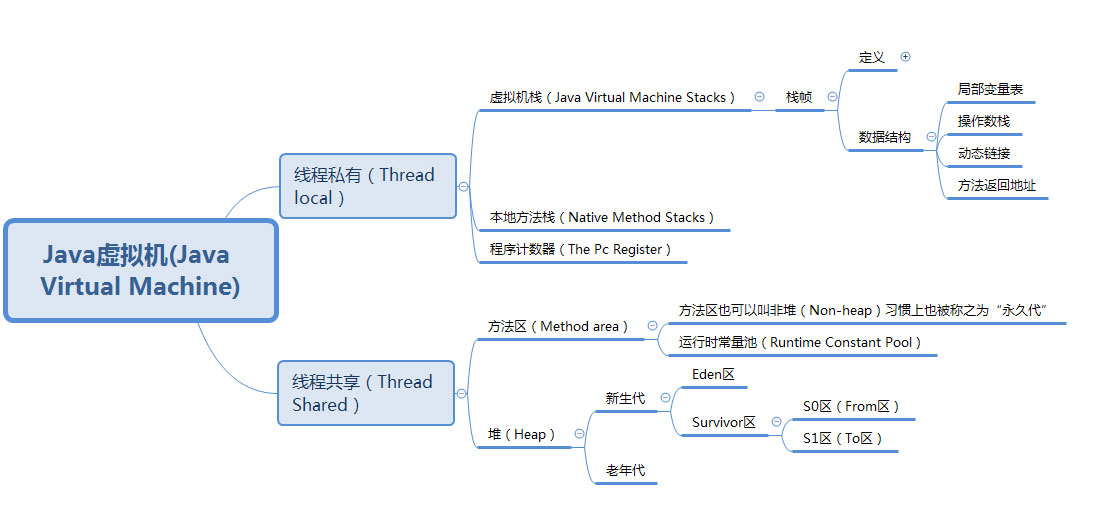 Java虚拟机(Java
Virtual Machine)
线程私有（Thread
local）
虚拟机栈（Java Virtual Machine Stacks）
栈帧
定义
数据结构
局部变量表
操作数栈
动态链接
方法返回地址
本地方法栈（Native Method Stacks）
程序计数器（The Pc Register）
线程共享（Thread
Shared）
方法区（Method area）
方法区也可以叫非堆（Non-heap）习惯上也被称之为“永久代”
运行时常量池（Runtime Constant Pool）
堆（Heap）
新生代
Eden区
Survivor区
S0区（From区）
S1区（To区）
老年代